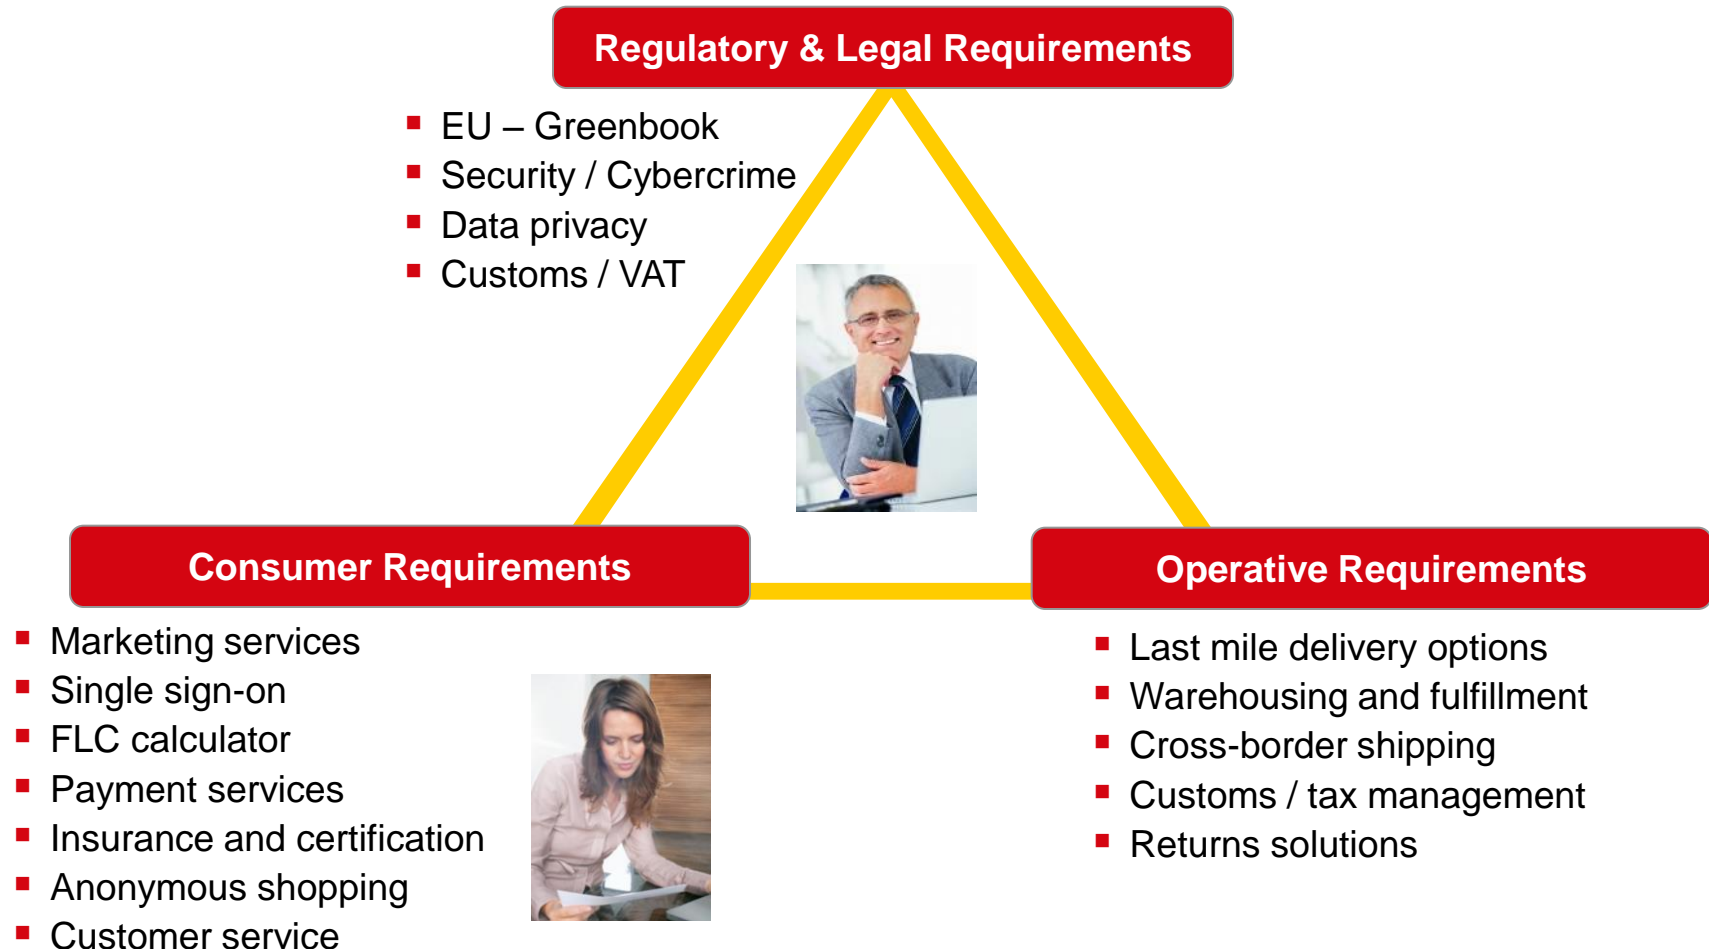 Regulatory & Legal Requirements
▪ EU – Greenbook
▪ Security / Cybercrime
▪ Data privacy
▪ Customs / VAT
Consumer Requirements
▪ Marketing services
▪ Single sign-on
▪ FLC calculator
▪ Payment services
▪ Insurance and certification
▪ Anonymous shopping
▪ Customer service
Operative Requirements
▪ Last mile delivery options
▪ Warehousing and fulfillment
▪ Cross-border shipping
▪ Customs / tax management
▪ Returns solutions